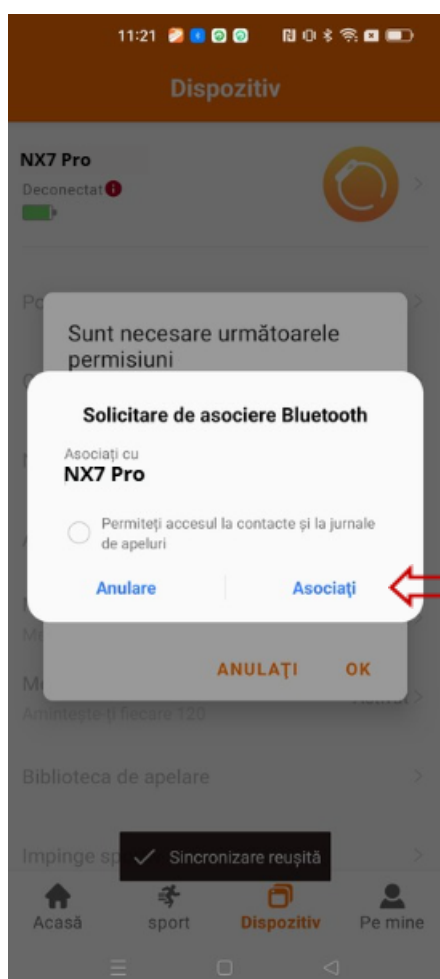 11:21
Dispozitiv
NX7 Pro
Deconectat
Sunt necesare următoarele
permisiuni
Solicitare de asociere Bluetooth
Asociați cu
NX7 Pro
Permiteți accesul la contacte și la jurnale
de apeluri
Anulare
Asociați
ANULAȚI
OK
Amintește-ți fiecare 120
Biblioteca de apelare
Impinge sp
Sincronizare reușită
Acasă
sport
Dispozitiv
Pe mine